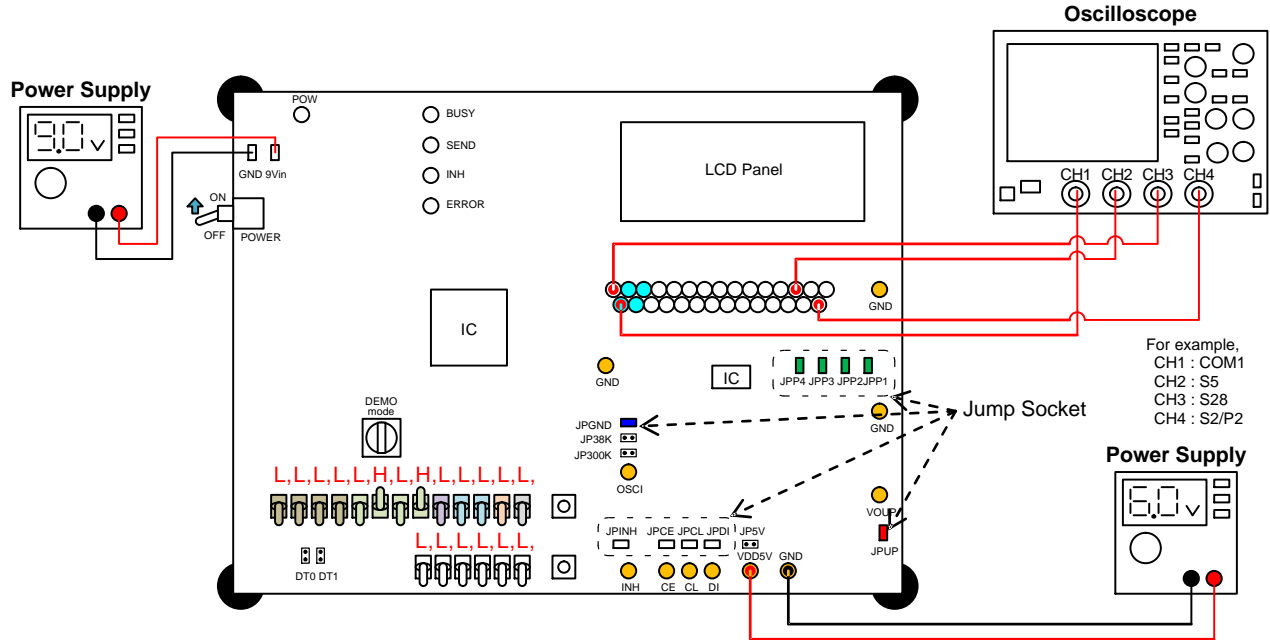 Oscilloscope
Power Supply
9.0 V
POW
BUSY
SEND
INH
ERROR
LCD Panel
CH1 CH2 CH3 CH4
GND 9Vin
ON
OFF
POWER
IC
GND
For example,
CH1 : COM1
CH2 : S5
CH3 : S28
CH4 : S2/P2
GND
IC
JPP4 JPP3 JPP2 JPP1
DEMO
mode
JPGND
JP38K
JP300K
Jump Socket
GND
OSCI
L,L,L,L,L,H,L,H,L,L,L,L,L,
Power Supply
6.0 V
VOUP
JPUP
L,L,L,L,L,L,
DT0 DT1
JPINH
JPCE JPCL JPDI
JP5V
VDD5V GND
INH
CE CL DI